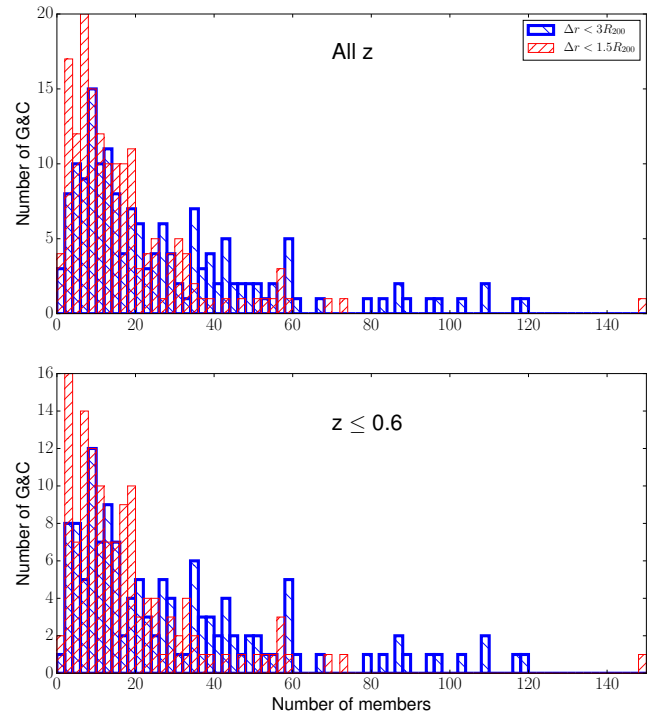 20
15
10
5
0
Number of G&C
All z
Δr < 3R₂₀₀
Δr < 1.5R₂₀₀
0 20 40 60 80 100 120 140
16
14
12
10
8
6
4
2
0
Number of G&C
z ≤ 0.6
0 20 40 60 80 100 120 140
Number of members